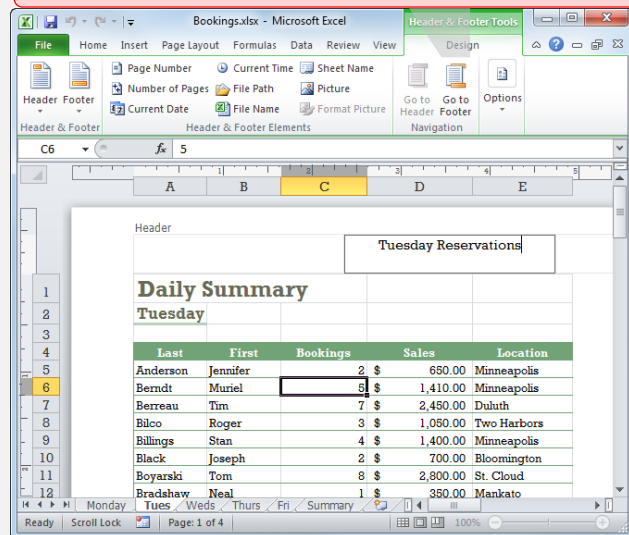 Bookings.xlsx - Microsoft Excel
Header & Footer Tools
File Home Insert Page Layout Formulas Data Review View Design
Page Number Current Time Sheet Name
Number of Pages File Path Picture
Current Date File Name Format Picture
Header Footer
Go to Header Go to Footer
Options
Header & Footer Header & Footer Elements Navigation
C6 fx 5
1 2 3 4 5
A B C D E
Header
Tuesday Reservations
1 Daily Summary
2 Tuesday
3
4 Last First Bookings Sales Location
5 Anderson Jennifer 2 $ 650.00 Minneapolis
6 Berndt Muriel 5 $ 1,410.00 Minneapolis
7 Berreau Tim 7 $ 2,450.00 Duluth
8 Bilco Roger 3 $ 1,050.00 Two Harbors
9 Billings Stan 4 $ 1,400.00 Minneapolis
10 Black Joseph 2 $ 700.00 Bloomington
11 Boyarski Tom 8 $ 2,800.00 St. Cloud
12 Bradshaw Neal 1 $ 350.00 Mankato
Monday Tues Weds Thurs Fri Summary
Ready Scroll Lock Page: 1 of 4 100%